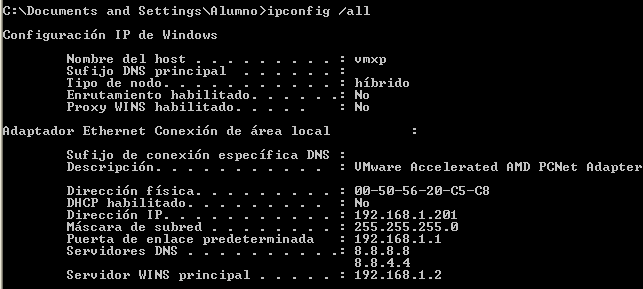 C:\Documents and Settings\Alumno>ipconfig /all
Configuración IP de Windows
Nombre del host . . . . . . . . . : vmxp
Sufijo DNS principal  . . . . . . :
Tipo de nodo. . . . . . . . . . . : híbrido
Enrutamiento habilitado. . . . . .: No
Proxy WINS habilitado. . . . .    : No
Adaptador Ethernet Conexión de área local          :
Sufijo de conexión específica DNS :
Descripción. . . . . . . . . . .  : VMware Accelerated AMD PCNet Adapter
Dirección física. . . . . . . . . : 00-50-56-20-C5-C8
DHCP habilitado. . . . . . . . .  : No
Dirección IP. . . . . . . . . . . : 192.168.1.201
Máscara de subred . . . . . . . . : 255.255.255.0
Puerta de enlace predeterminada   : 192.168.1.1
Servidores DNS . . . . . . . . . .: 8.8.8.8
8.8.4.4
Servidor WINS principal . . . . . : 192.168.1.2